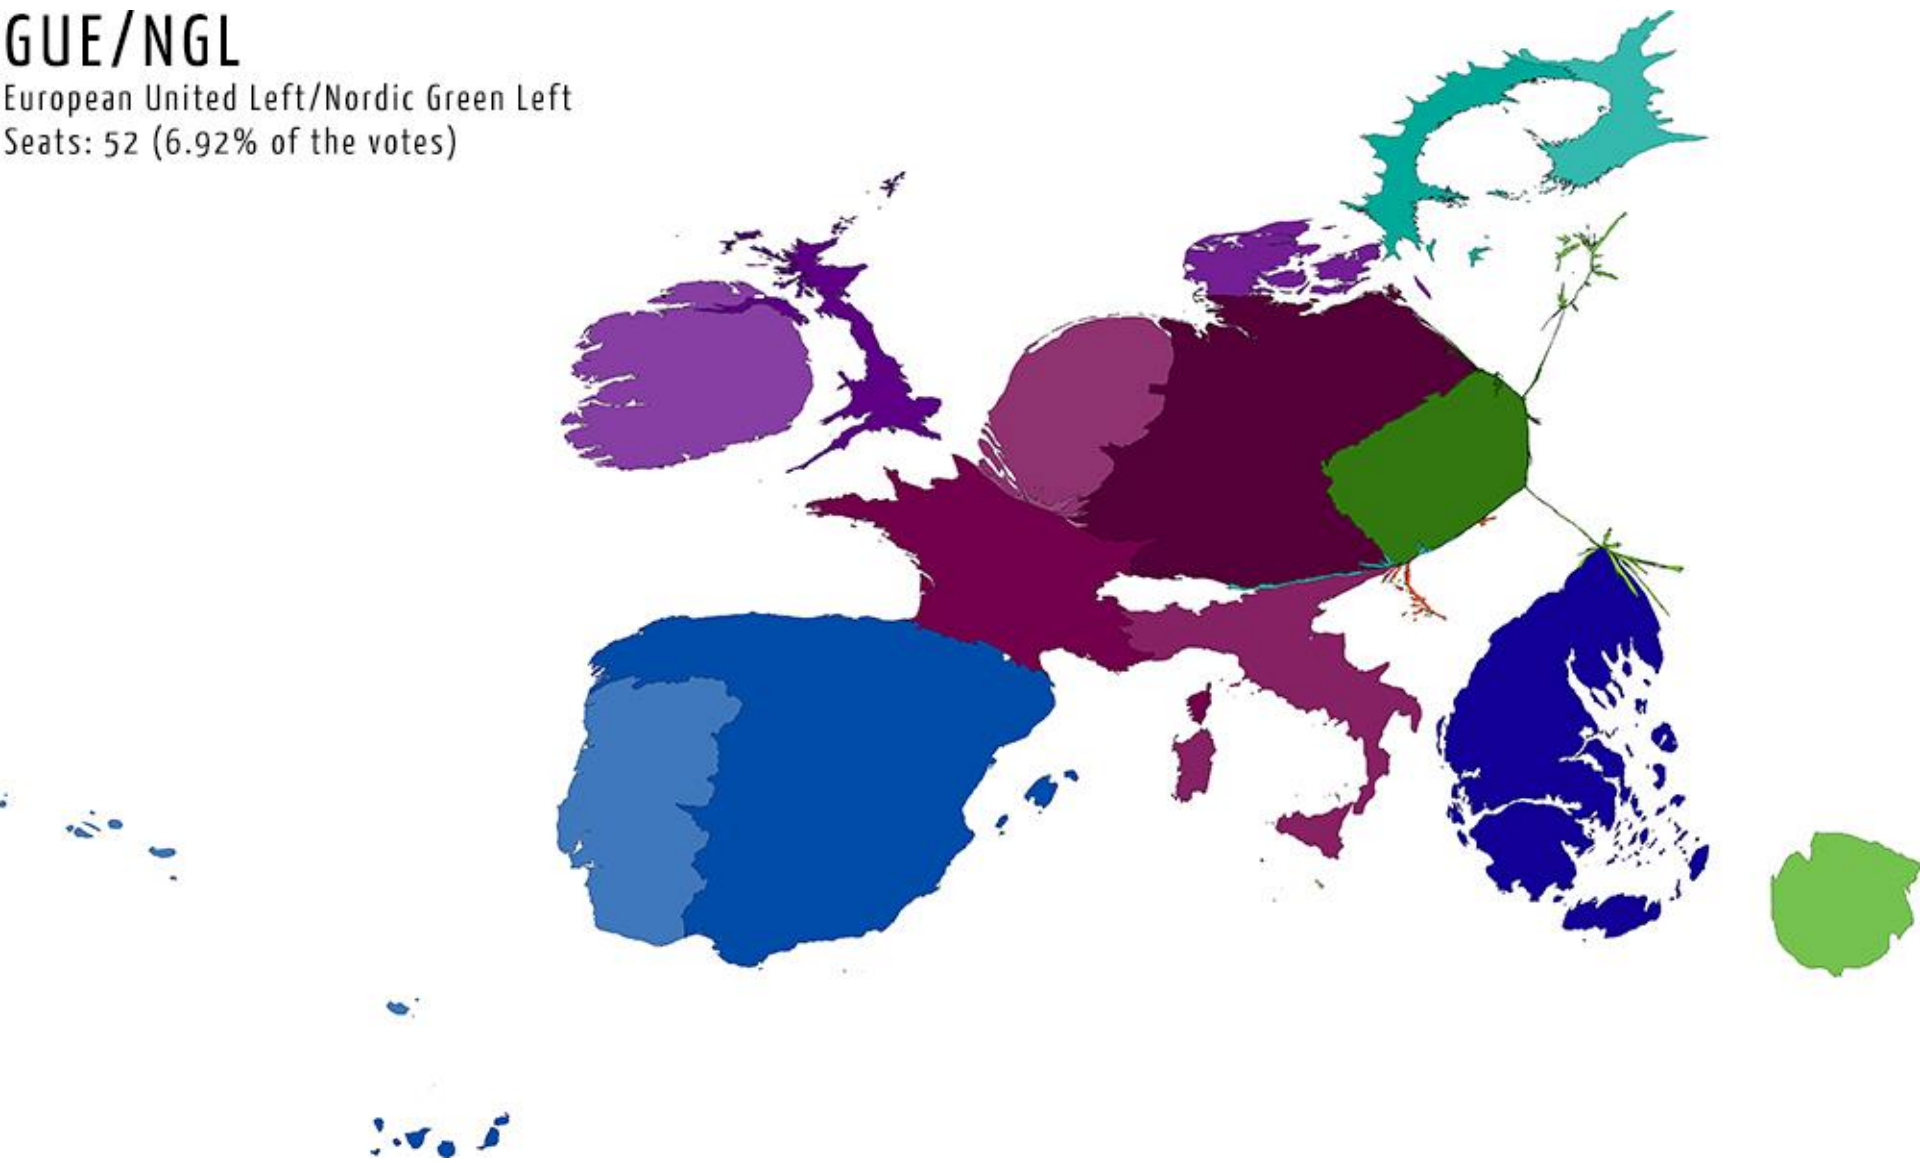 GUE/NGL
European United Left/Nordic Green Left
Seats: 52 (6.92% of the votes)